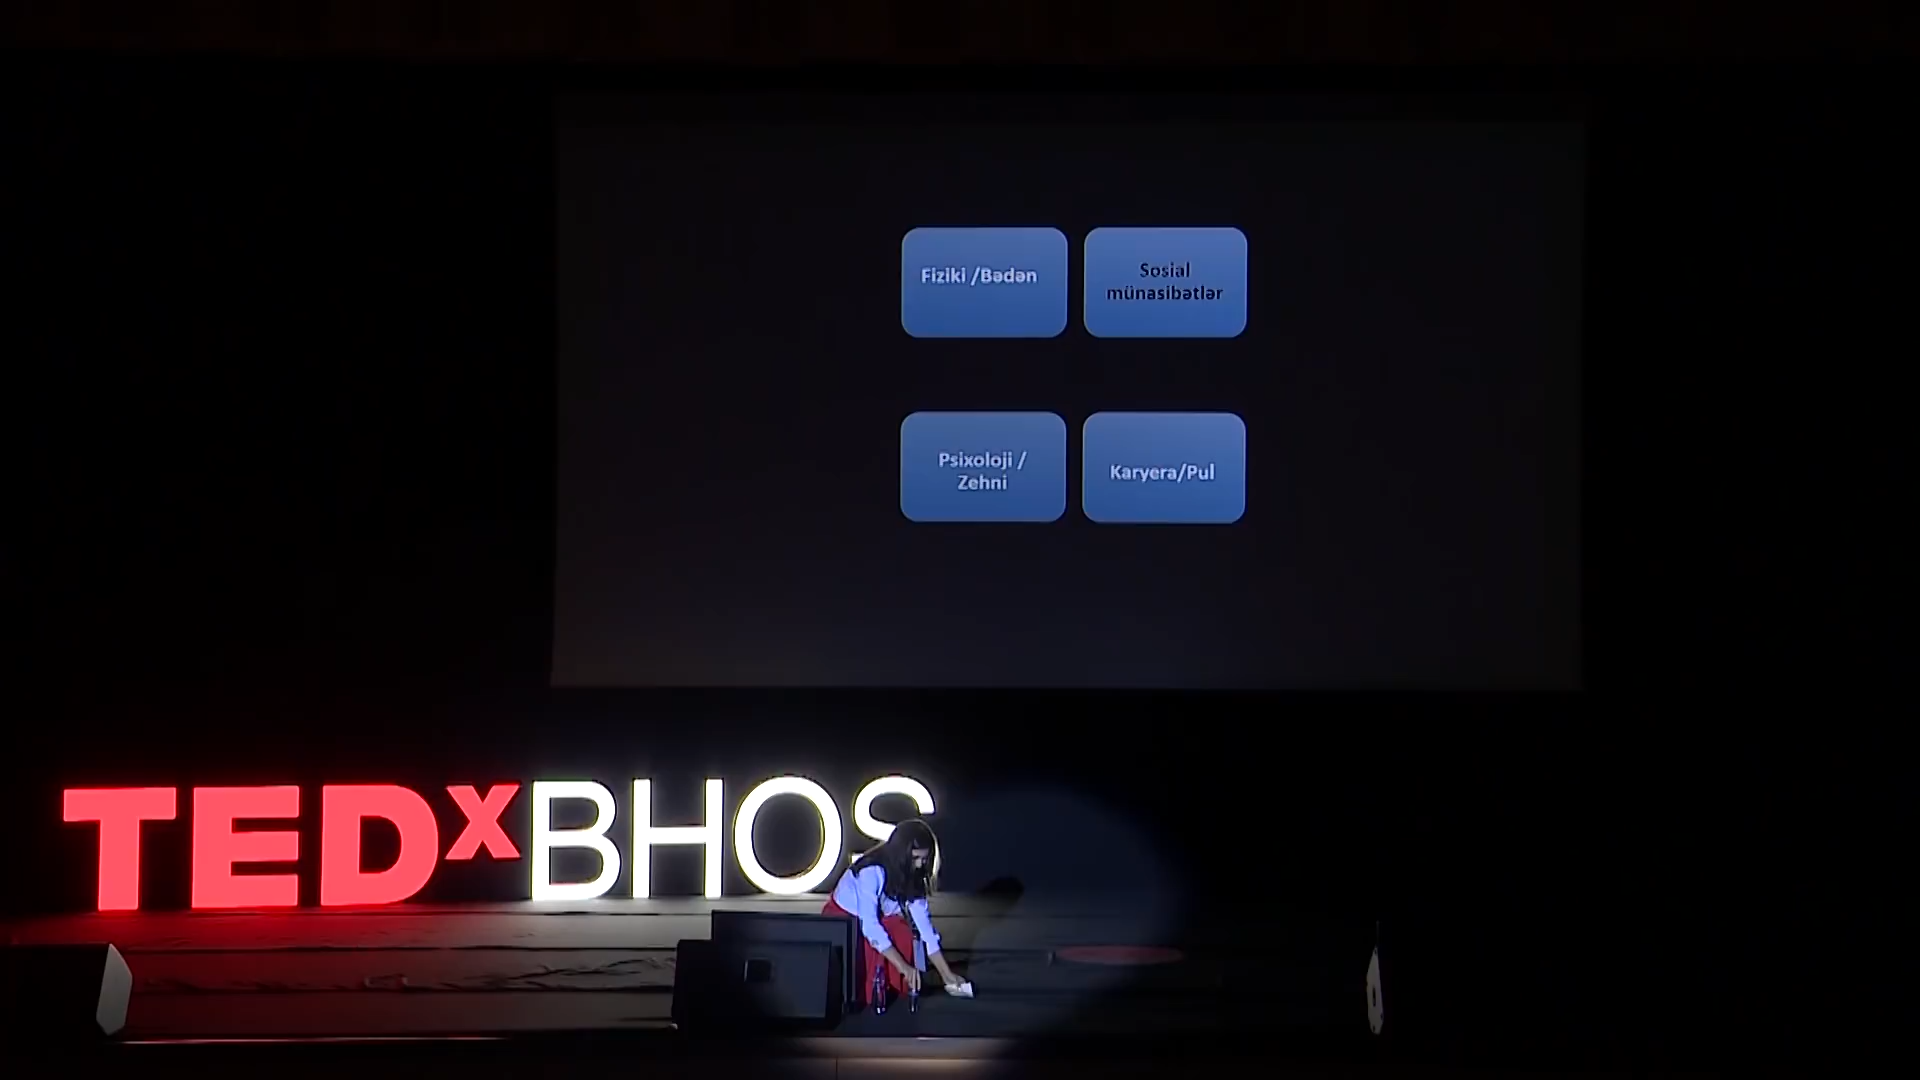 Fiziki /Bədən
Sosial
münasibətlər
Psixoloji /
Zehni
Karyera/Pul
TEDxBHOS